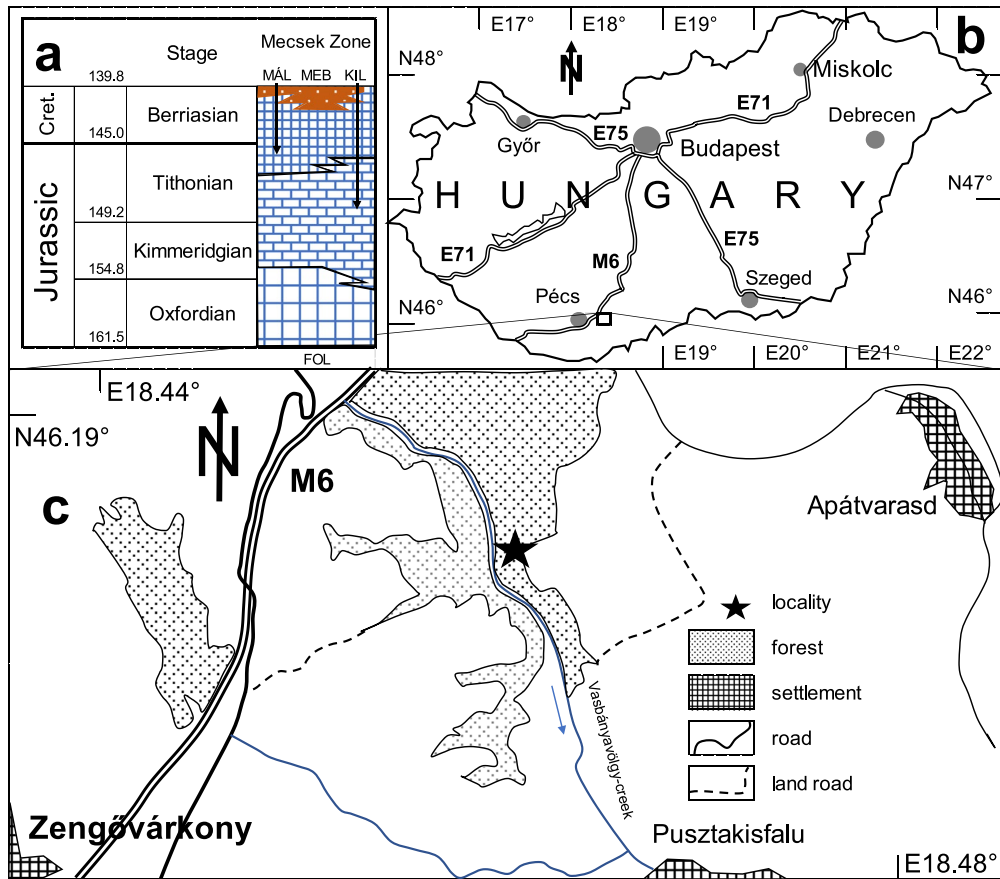 a
Stage
Mecsek Zone
139.8
MÁL MEB KIL
Cret.
Berriasian
145.0
Jurassic
Tithonian
149.2
Kimmeridgian
154.8
Oxfordian
161.5
FOL
E17° E18° E19°
b
N48°
N
Miskolc
E71
Debrecen
Győr
E75
Budapest
HUNGARY
N47°
E71
M6
E75
Szeged
Pécs
N46°
N46°
E19° E20° E21° E22°
E18.44°
N46.19°
N
M6
c
Apátvarasd
locality
forest
settlement
road
land road
Vasbányavölgy-creek
Zengővárkony
Pusztakisfalu
E18.48°